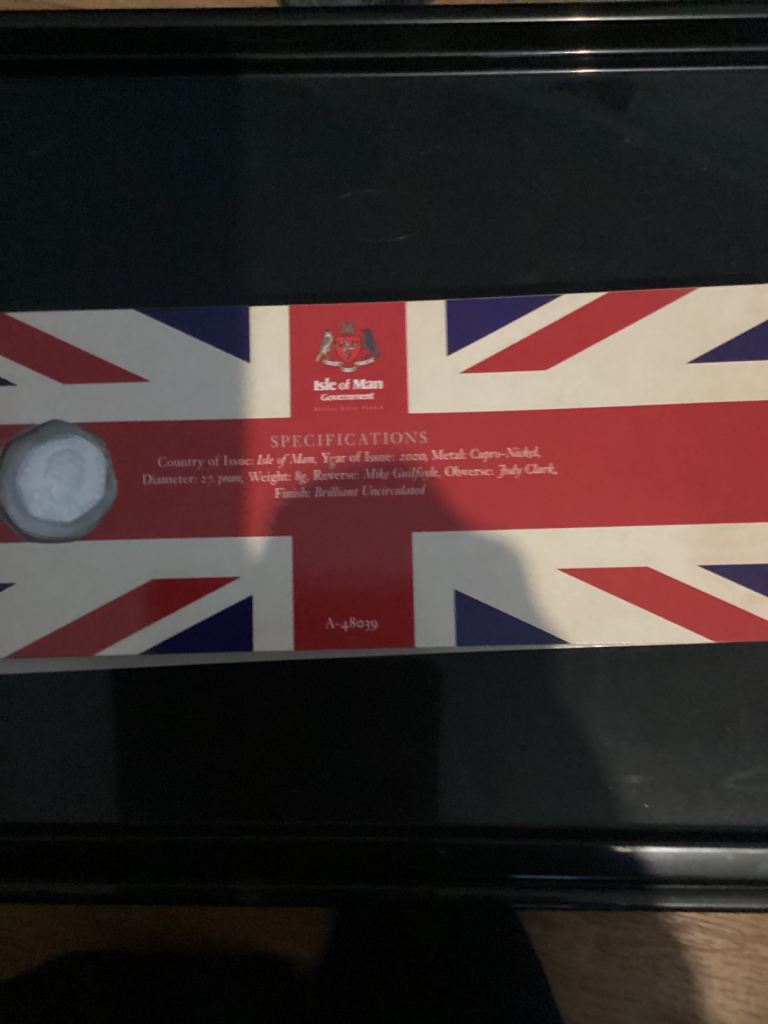 Isle of Man
Government
SPECIFICATIONS
Country of Issue: Isle of Man, Year of Issue: 2020, Metal: Cupro-Nickel,
Diameter: 27.3mm, Weight: 8g, Reverse: Mike Guilfoyle, Obverse: Jody Clark,
Finish: Brilliant Uncirculated
A-48039